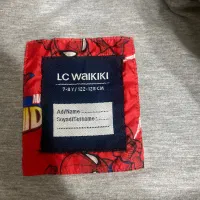 LC WAIKIKI
7-8 Y / 122-128 CM
Ad/Name :
Soyad/Surname :